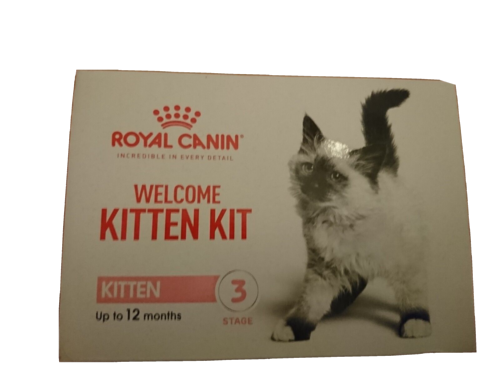 ROYAL CANIN®
INCREDIBLE IN EVERY DETAIL
WELCOME
KITTEN KIT
KITTEN 3
Up to 12 months STAGE